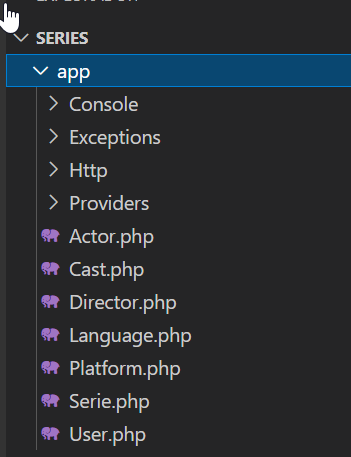 SERIES
app
Console
Exceptions
Http
Providers
Actor.php
Cast.php
Director.php
Language.php
Platform.php
Serie.php
User.php